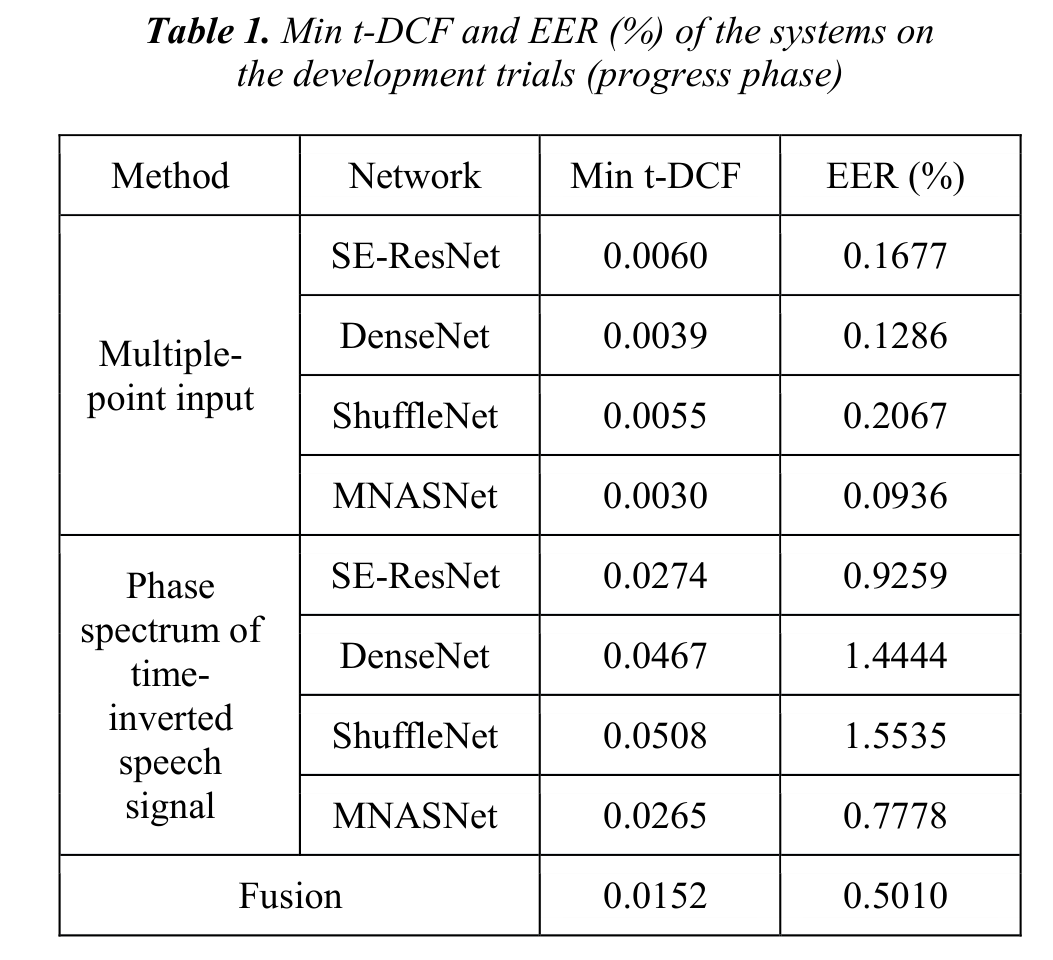 Table 1. Min t-DCF and EER (%) of the systems on
the development trials (progress phase)
Method Network Min t-DCF EER (%)
Multiple-
point input
SE-ResNet 0.0060 0.1677
DenseNet 0.0039 0.1286
ShuffleNet 0.0055 0.2067
MNASNet 0.0030 0.0936
Phase
spectrum of
time-
inverted
speech
signal
SE-ResNet 0.0274 0.9259
DenseNet 0.0467 1.4444
ShuffleNet 0.0508 1.5535
MNASNet 0.0265 0.7778
Fusion 0.0152 0.5010